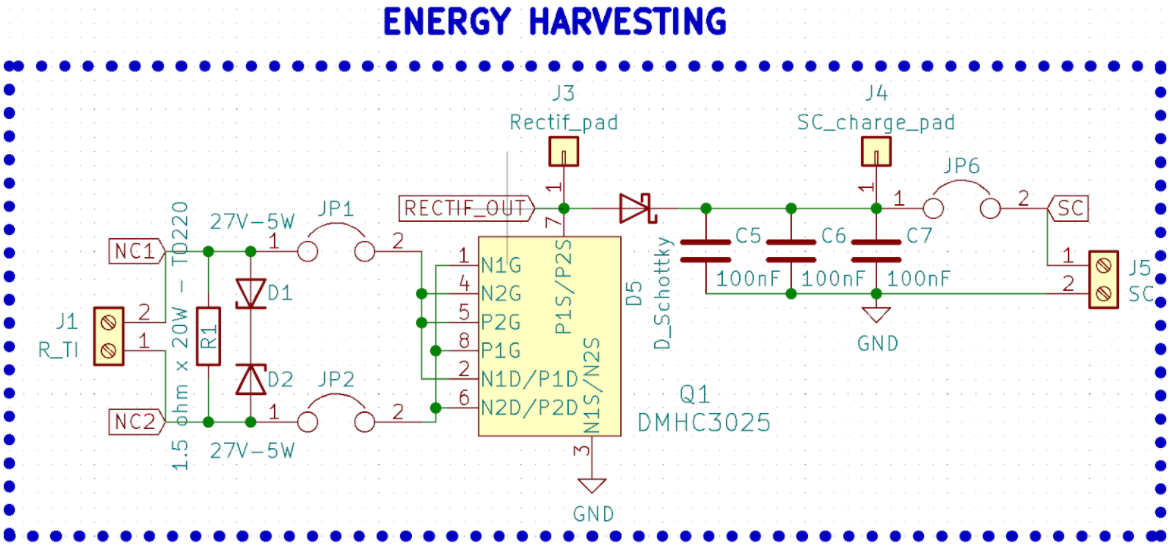 ENERGY HARVESTING
J3
Rectif_pad
J4
SC_charge_pad
1
1
JP6
1
2
RECTIF_OUT
SC
7
27V-5W
JP1
NC1
1
2
1
N1G
P1S/P2S
D5
D_Schottky
C5
100nF
C6
100nF
C7
100nF
1
2
J5
SC
4
N2G
D1
J1
R_TI
2
1
R1
1.5 ohm x 20W - TO220
5
P2G
8
P1G
GND
2
N1D/P1D
6
N2D/P2D
N1S/N2S
D2
JP2
1
2
NC2
27V-5W
Q1
DMHC3025
3
GND